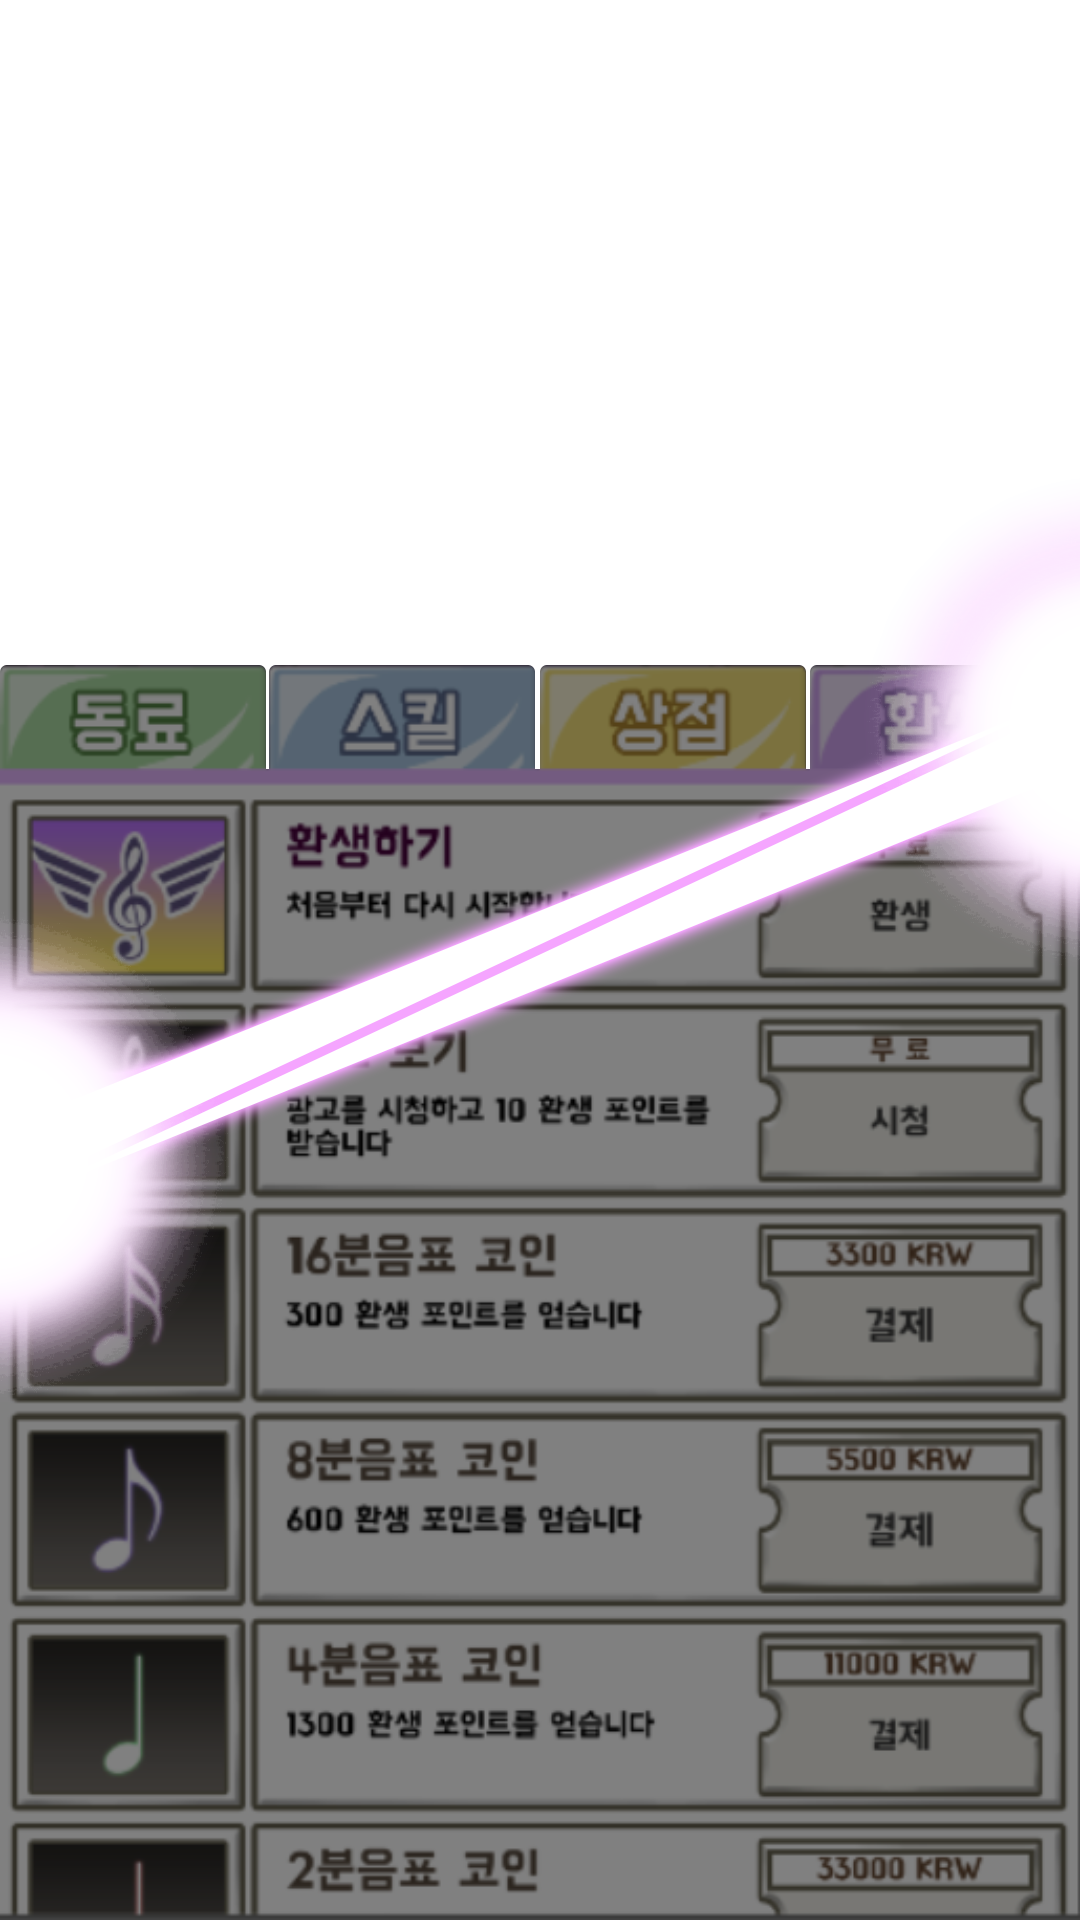 동료
스킬
상점
환
환생하기
처음부터 다시
료
환생
보기
광고를 시청하고 10 환생 포인트를
받습니다
무 료
시청
16분음표 코인
300 환생 포인트를 얻습니다
3300 KRW
결제
8분음표 코인
600 환생 포인트를 얻습니다
5500 KRW
결제
4분음표 코인
1300 환생 포인트를 얻습니다
11000 KRW
결제
2분음표 코인
33000 KRW